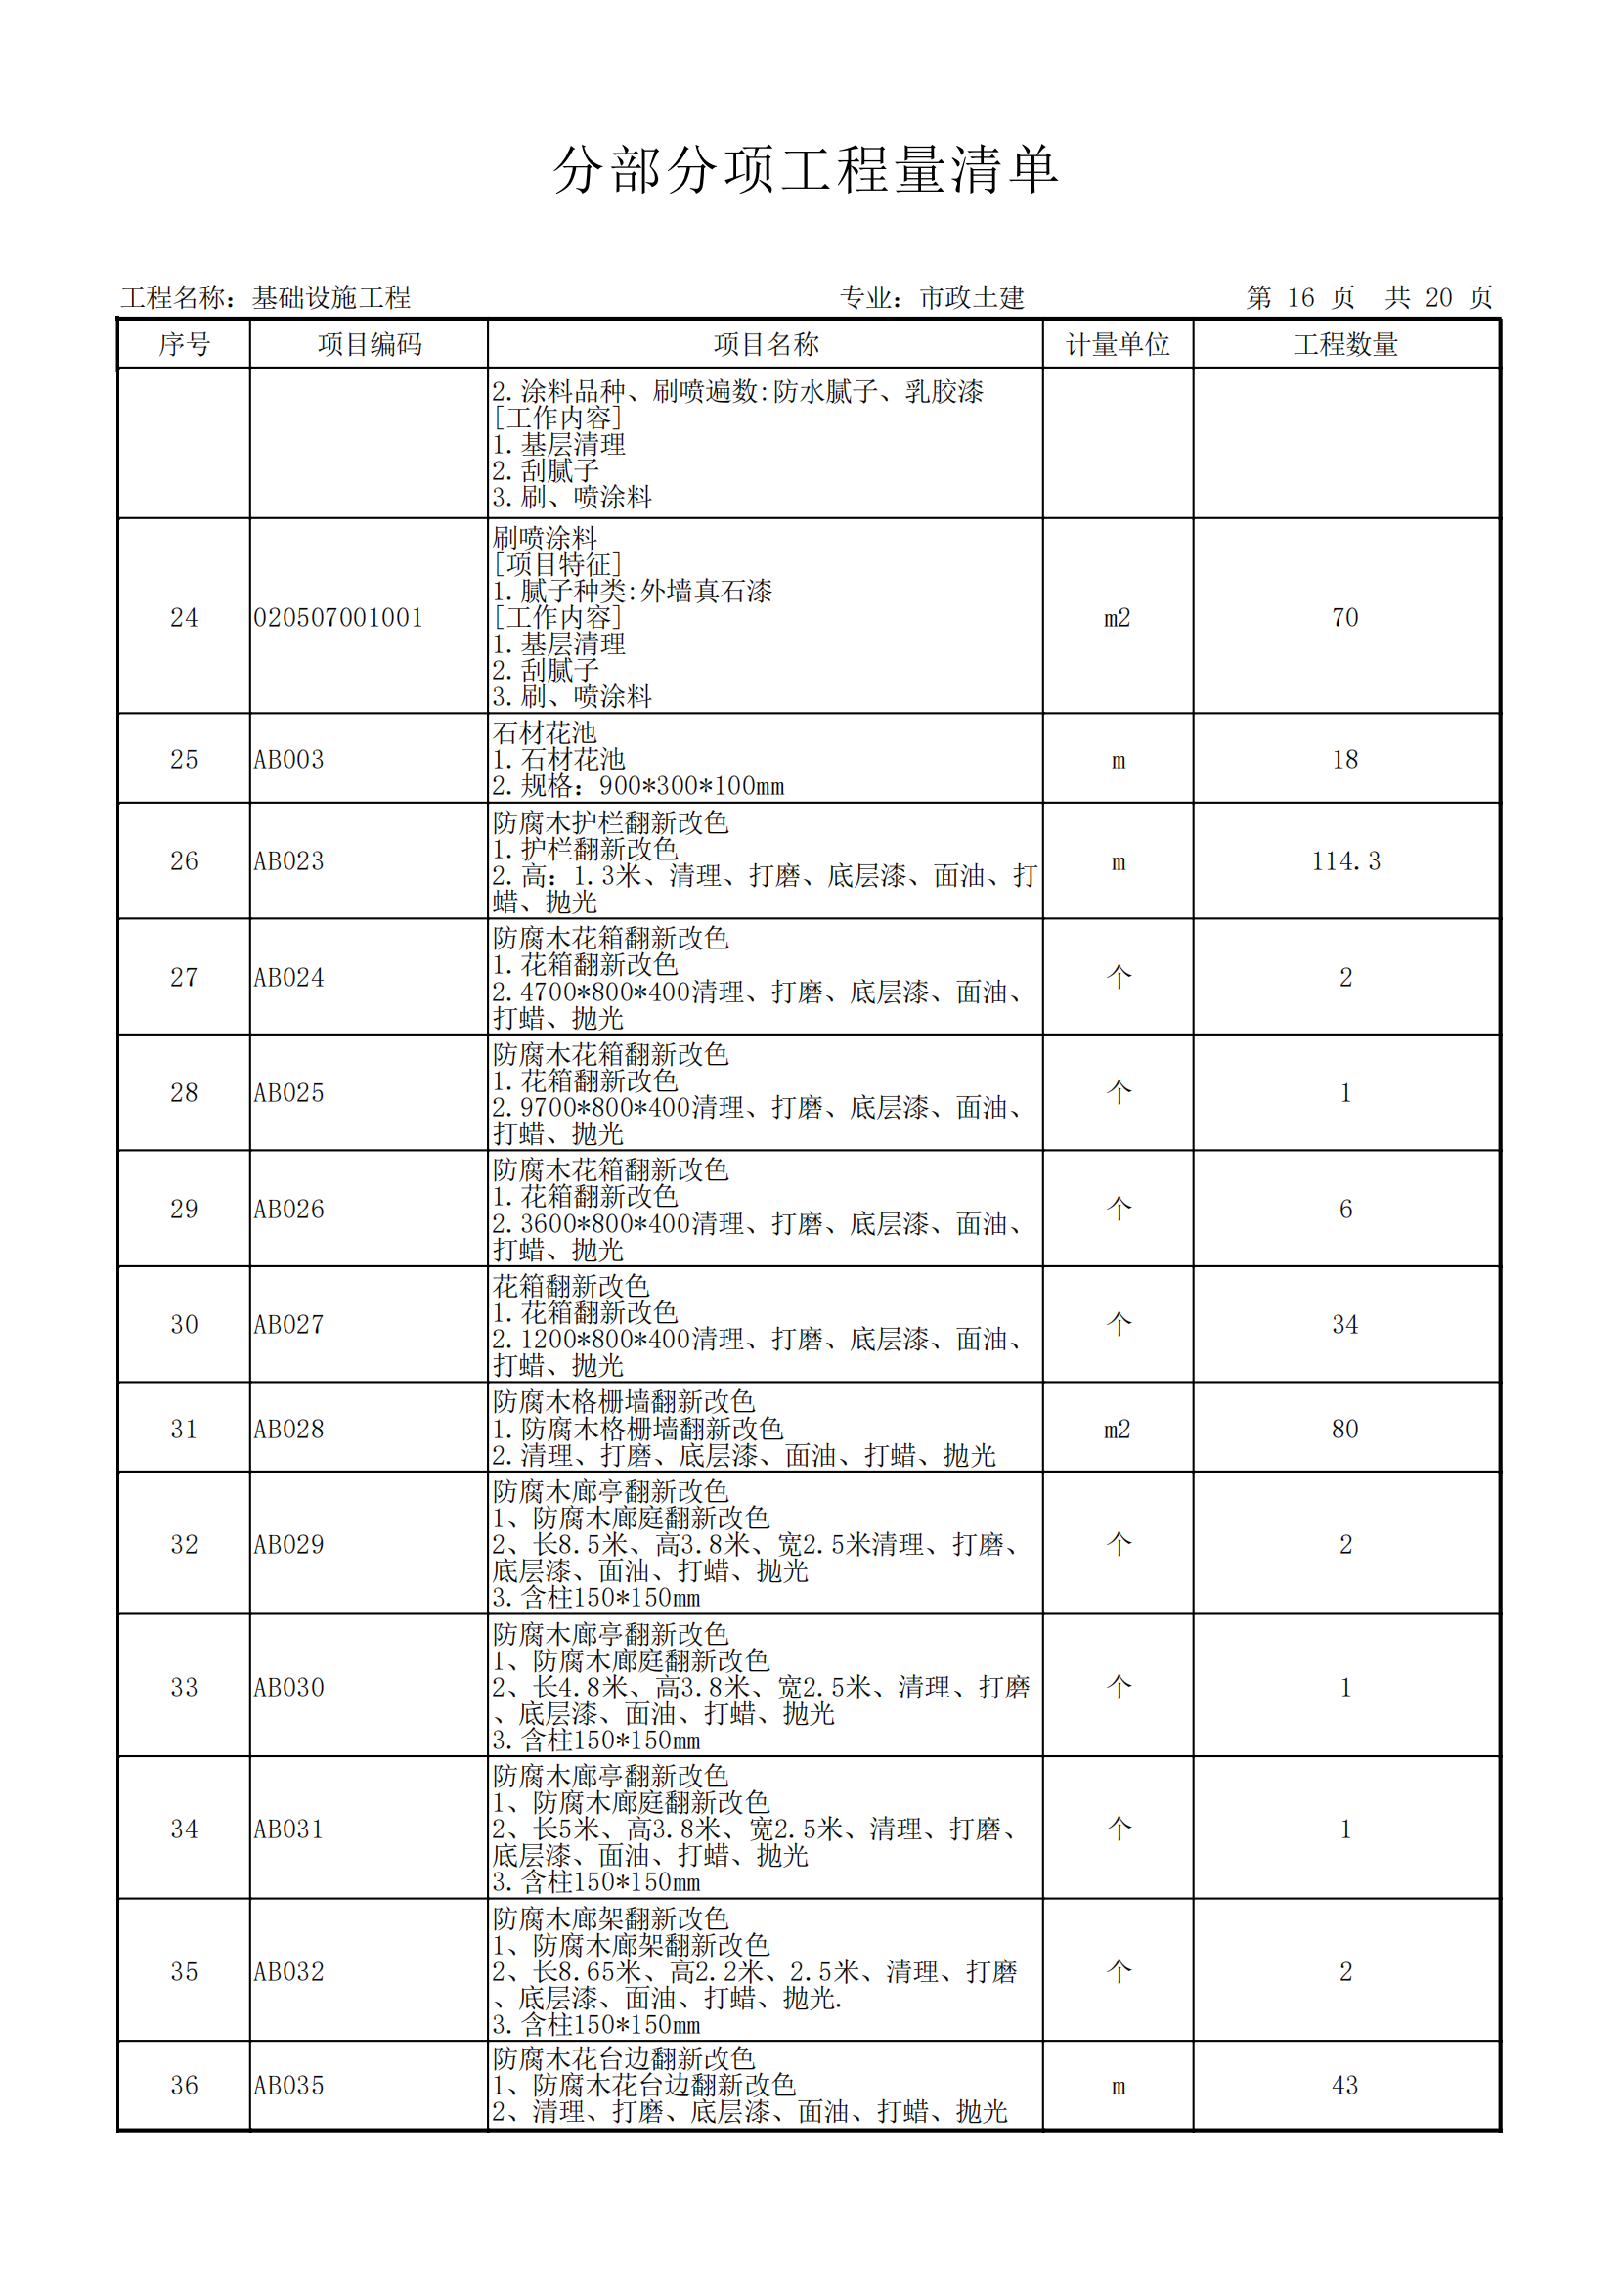 分部分项工程量清单
工程名称：基础设施工程 专业：市政土建 第 16 页 共 20 页
序号 项目编码 项目名称 计量单位 工程数量
2.涂料品种、刷喷遍数:防水腻子、乳胶漆
[工作内容]
1.基层清理
2.刮腻子
3.刷、喷涂料
刷喷涂料
[项目特征]
1.腻子种类:外墙真石漆
[工作内容]
24 020507001001 m2 70
1.基层清理
2.刮腻子
3.刷、喷涂料
石材花池
25 AB003 1.石材花池 m 18
2.规格：900*300*100mm
防腐木护栏翻新改色
1.护栏翻新改色
26 AB023 m 114.3
2.高：1.3米、清理、打磨、底层漆、面油、打
蜡、抛光
防腐木花箱翻新改色
1.花箱翻新改色
27 AB024 个 2
2.4700*800*400清理、打磨、底层漆、面油、
打蜡、抛光
防腐木花箱翻新改色
1.花箱翻新改色
28 AB025 个 1
2.9700*800*400清理、打磨、底层漆、面油、
打蜡、抛光
防腐木花箱翻新改色
1.花箱翻新改色
29 AB026 个 6
2.3600*800*400清理、打磨、底层漆、面油、
打蜡、抛光
花箱翻新改色
1.花箱翻新改色
30 AB027 个 34
2.1200*800*400清理、打磨、底层漆、面油、
打蜡、抛光
防腐木格栅墙翻新改色
31 AB028 1.防腐木格栅墙翻新改色 m2 80
2.清理、打磨、底层漆、面油、打蜡、抛光
防腐木廊亭翻新改色
1、防腐木廊庭翻新改色
32 AB029 2、长8.5米、高3.8米、宽2.5米清理、打磨、 个 2
底层漆、面油、打蜡、抛光
3.含柱150*150mm
防腐木廊亭翻新改色
1、防腐木廊庭翻新改色
33 AB030 2、长4.8米、高3.8米、宽2.5米、清理、打磨 个 1
、底层漆、面油、打蜡、抛光
3.含柱150*150mm
防腐木廊亭翻新改色
1、防腐木廊庭翻新改色
34 AB031 2、长5米、高3.8米、宽2.5米、清理、打磨、 个 1
底层漆、面油、打蜡、抛光
3.含柱150*150mm
防腐木廊架翻新改色
1、防腐木廊架翻新改色
35 AB032 2、长8.65米、高2.2米、2.5米、清理、打磨 个 2
、底层漆、面油、打蜡、抛光.
3.含柱150*150mm
防腐木花台边翻新改色
36 AB035 1、防腐木花台边翻新改色 m 43
2、清理、打磨、底层漆、面油、打蜡、抛光